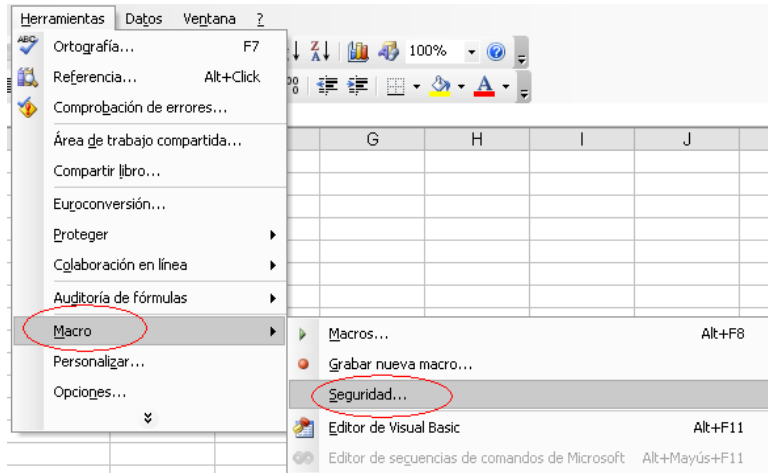 Herramientas Datos Ventana ?
Ortografía... F7
100%
Referencia... Alt+Click
Comprobación de errores...
Área de trabajo compartida...
G H I J
Compartir libro...
Euroconversión...
Proteger
Colaboración en línea
Auditoría de fórmulas
Macro
Personalizar...
Opciones...
Macros... Alt+F8
Grabar nueva macro...
Seguridad...
Editor de Visual Basic Alt+F11
Editor de secuencias de comandos de Microsoft Alt+Mayús+F11